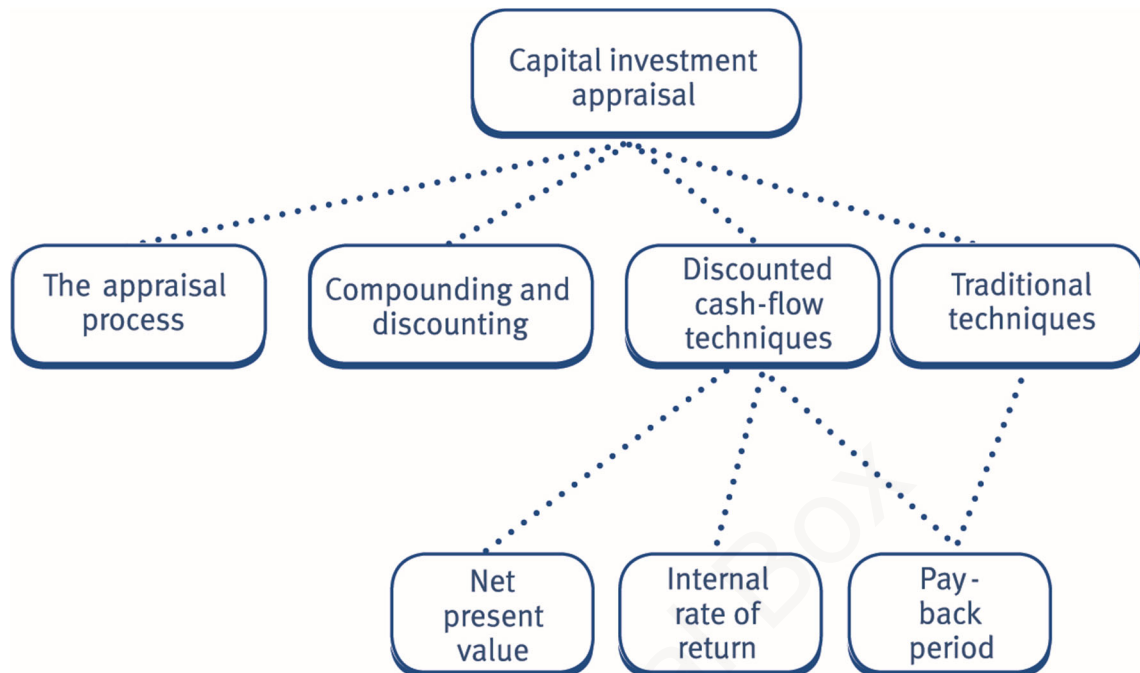 Capital investment
appraisal
The appraisal
process
Compounding and
discounting
Discounted
cash-flow
techniques
Traditional
techniques
Net
present
value
Internal
rate of
return
Pay-
back
period
Box